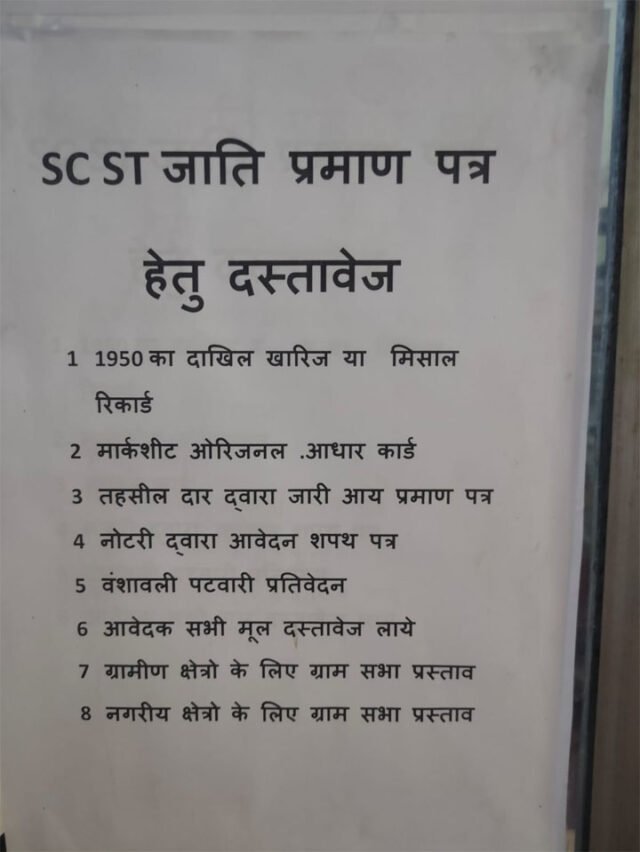 SC ST जाति प्रमाण पत्र
हेतु दस्तावेज
1 1950 का दाखिल खारिज या मिसाल
रिकार्ड
2 मार्कशीट ओरिजनल .आधार कार्ड
3 तहसील दार द्वारा जारी आय प्रमाण पत्र
4 नोटरी द्वारा आवेदन शपथ पत्र
5 वंशावली पटवारी प्रतिवेदन
6 आवेदक सभी मूल दस्तावेज लाये
7 ग्रामीण क्षेत्रो के लिए ग्राम सभा प्रस्ताव
8 नगरीय क्षेत्रो के लिए ग्राम सभा प्रस्ताव